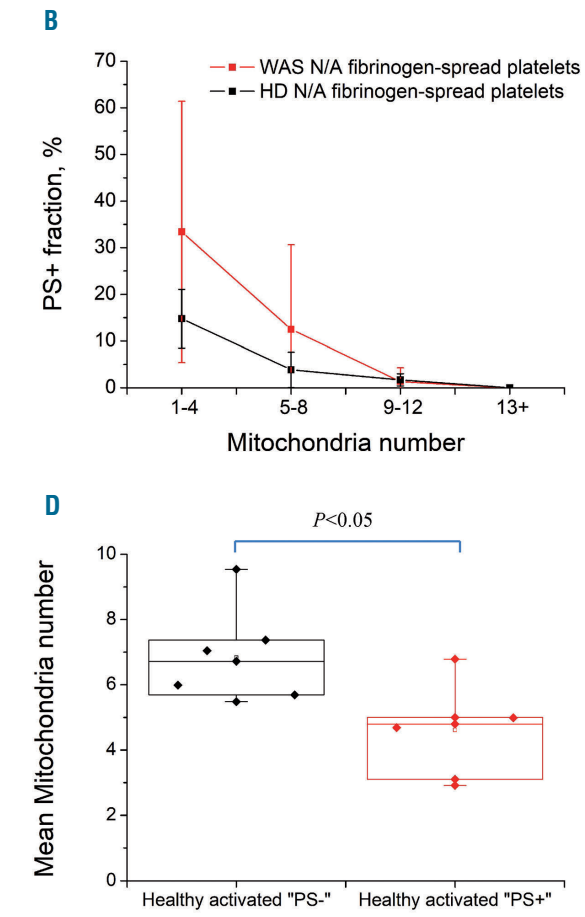 B
WAS N/A fibrinogen-spread platelets
HD N/A fibrinogen-spread platelets
PS+ fraction, %
70
60
50
40
30
20
10
0
1-4 5-8 9-12 13+
Mitochondria number
D
P<0.05
Mean Mitochondria number
10
8
6
4
2
0
Healthy activated "PS-" Healthy activated "PS+"